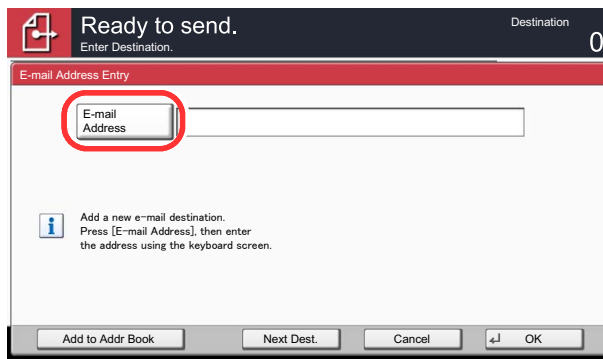 Ready to send.
Destination
Enter Destination.
0
E-mail Address Entry
E-mail
Address
Add a new e-mail destination.
Press [E-mail Address], then enter
the address using the keyboard screen.
Add to Addr Book
Next Dest.
Cancel
OK